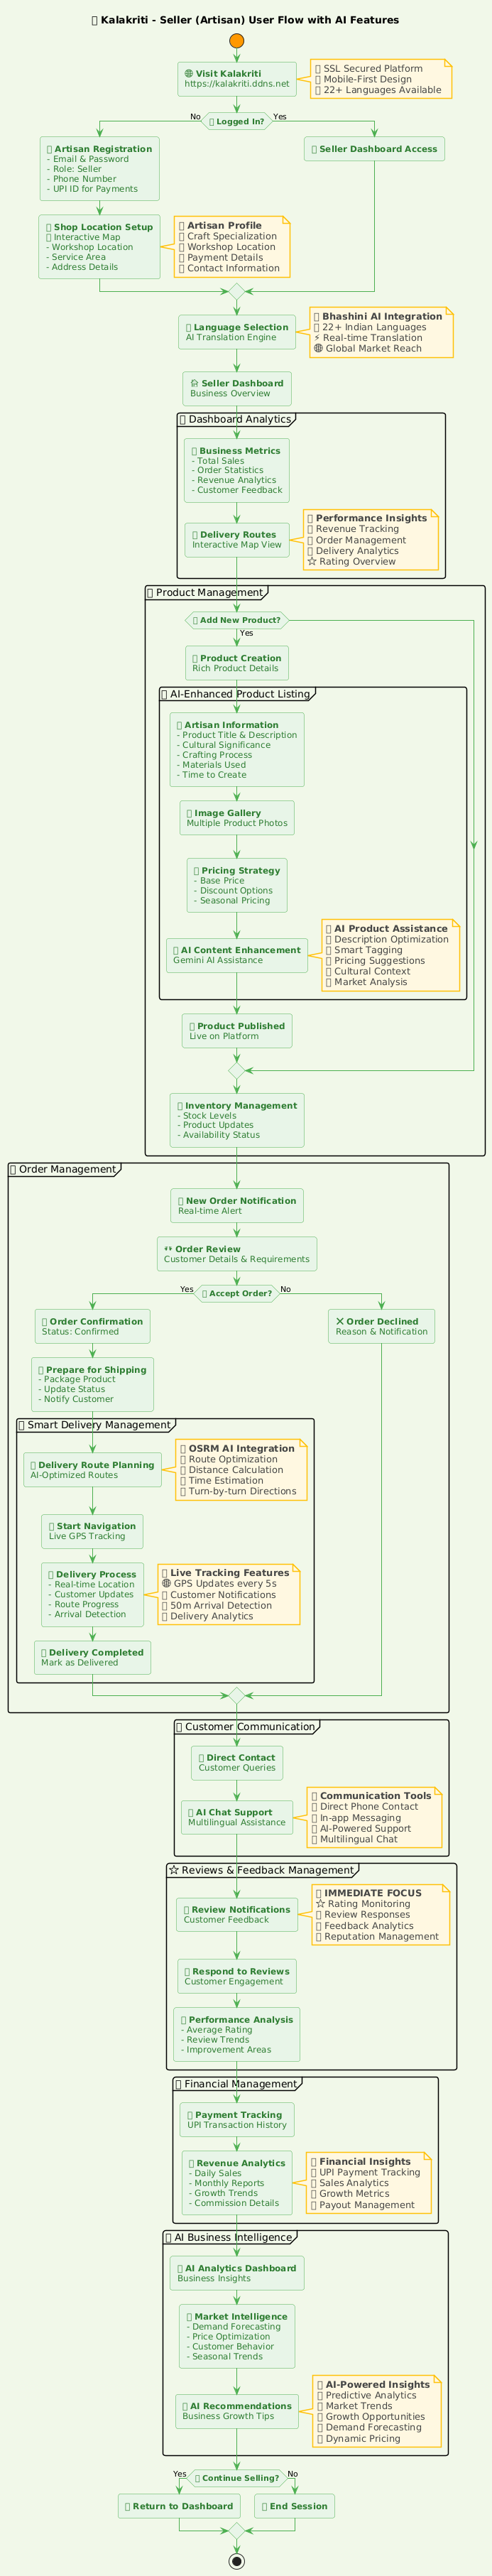 Kalakriti - Seller (Artisan) User Flow with AI Features
Visit Kalakriti
https://kalakriti.ddns.net
SSL Secured Platform
Mobile-First Design
22+ Languages Available
Logged In?
No
Yes
Artisan Registration
- Email & Password
- Role: Seller
- Phone Number
- UPI ID for Payments
Seller Dashboard Access
Shop Location Setup
Interactive Map
- Workshop Location
- Service Area
- Address Details
Artisan Profile
Craft Specialization
Workshop Location
Payment Details
Contact Information
Language Selection
AI Translation Engine
Bhashini AI Integration
22+ Indian Languages
⚡ Real-time Translation
Global Market Reach
Seller Dashboard
Business Overview
Dashboard Analytics
Business Metrics
- Total Sales
- Order Statistics
- Revenue Analytics
- Customer Feedback
Delivery Routes
Interactive Map View
Performance Insights
Revenue Tracking
Order Management
Delivery Analytics
Rating Overview
Product Management
Add New Product?
Yes
Product Creation
Rich Product Details
AI-Enhanced Product Listing
Artisan Information
- Product Title & Description
- Cultural Significance
- Crafting Process
- Materials Used
- Time to Create
Image Gallery
Multiple Product Photos
Pricing Strategy
- Base Price
- Discount Options
- Seasonal Pricing
AI Content Enhancement
Gemini AI Assistance
AI Product Assistance
Description Optimization
Smart Tagging
Pricing Suggestions
Cultural Context
Market Analysis
Product Published
Live on Platform
Inventory Management
- Stock Levels
- Product Updates
- Availability Status
Order Management
New Order Notification
Real-time Alert
Order Review
Customer Details & Requirements
Accept Order?
Yes
No
Order Confirmation
Status: Confirmed
Order Declined
Reason & Notification
Prepare for Shipping
- Package Product
- Update Status
- Notify Customer
Smart Delivery Management
Delivery Route Planning
AI-Optimized Routes
OSRM AI Integration
Route Optimization
Distance Calculation
Time Estimation
Turn-by-turn Directions
Start Navigation
Live GPS Tracking
Delivery Process
- Real-time Location
- Customer Updates
- Route Progress
- Arrival Detection
Live Tracking Features
GPS Updates every 5s
Customer Notifications
50m Arrival Detection
Delivery Analytics
Delivery Completed
Mark as Delivered
Customer Communication
Direct Contact
Customer Queries
AI Chat Support
Multilingual Assistance
Communication Tools
Direct Phone Contact
In-app Messaging
AI-Powered Support
Multilingual Chat
Reviews & Feedback Management
Review Notifications
Customer Feedback
IMMEDIATE FOCUS
Rating Monitoring
Review Responses
Feedback Analytics
Reputation Management
Respond to Reviews
Customer Engagement
Performance Analysis
- Average Rating
- Review Trends
- Improvement Areas
Financial Management
Payment Tracking
UPI Transaction History
Revenue Analytics
- Daily Sales
- Monthly Reports
- Growth Trends
- Commission Details
Financial Insights
UPI Payment Tracking
Sales Analytics
Growth Metrics
Payout Management
AI Business Intelligence
AI Analytics Dashboard
Business Insights
Market Intelligence
- Demand Forecasting
- Price Optimization
- Customer Behavior
- Seasonal Trends
AI Recommendations
Business Growth Tips
AI-Powered Insights
Predictive Analytics
Market Trends
Growth Opportunities
Demand Forecasting
Dynamic Pricing
Continue Selling?
Yes
No
Return to Dashboard
End Session